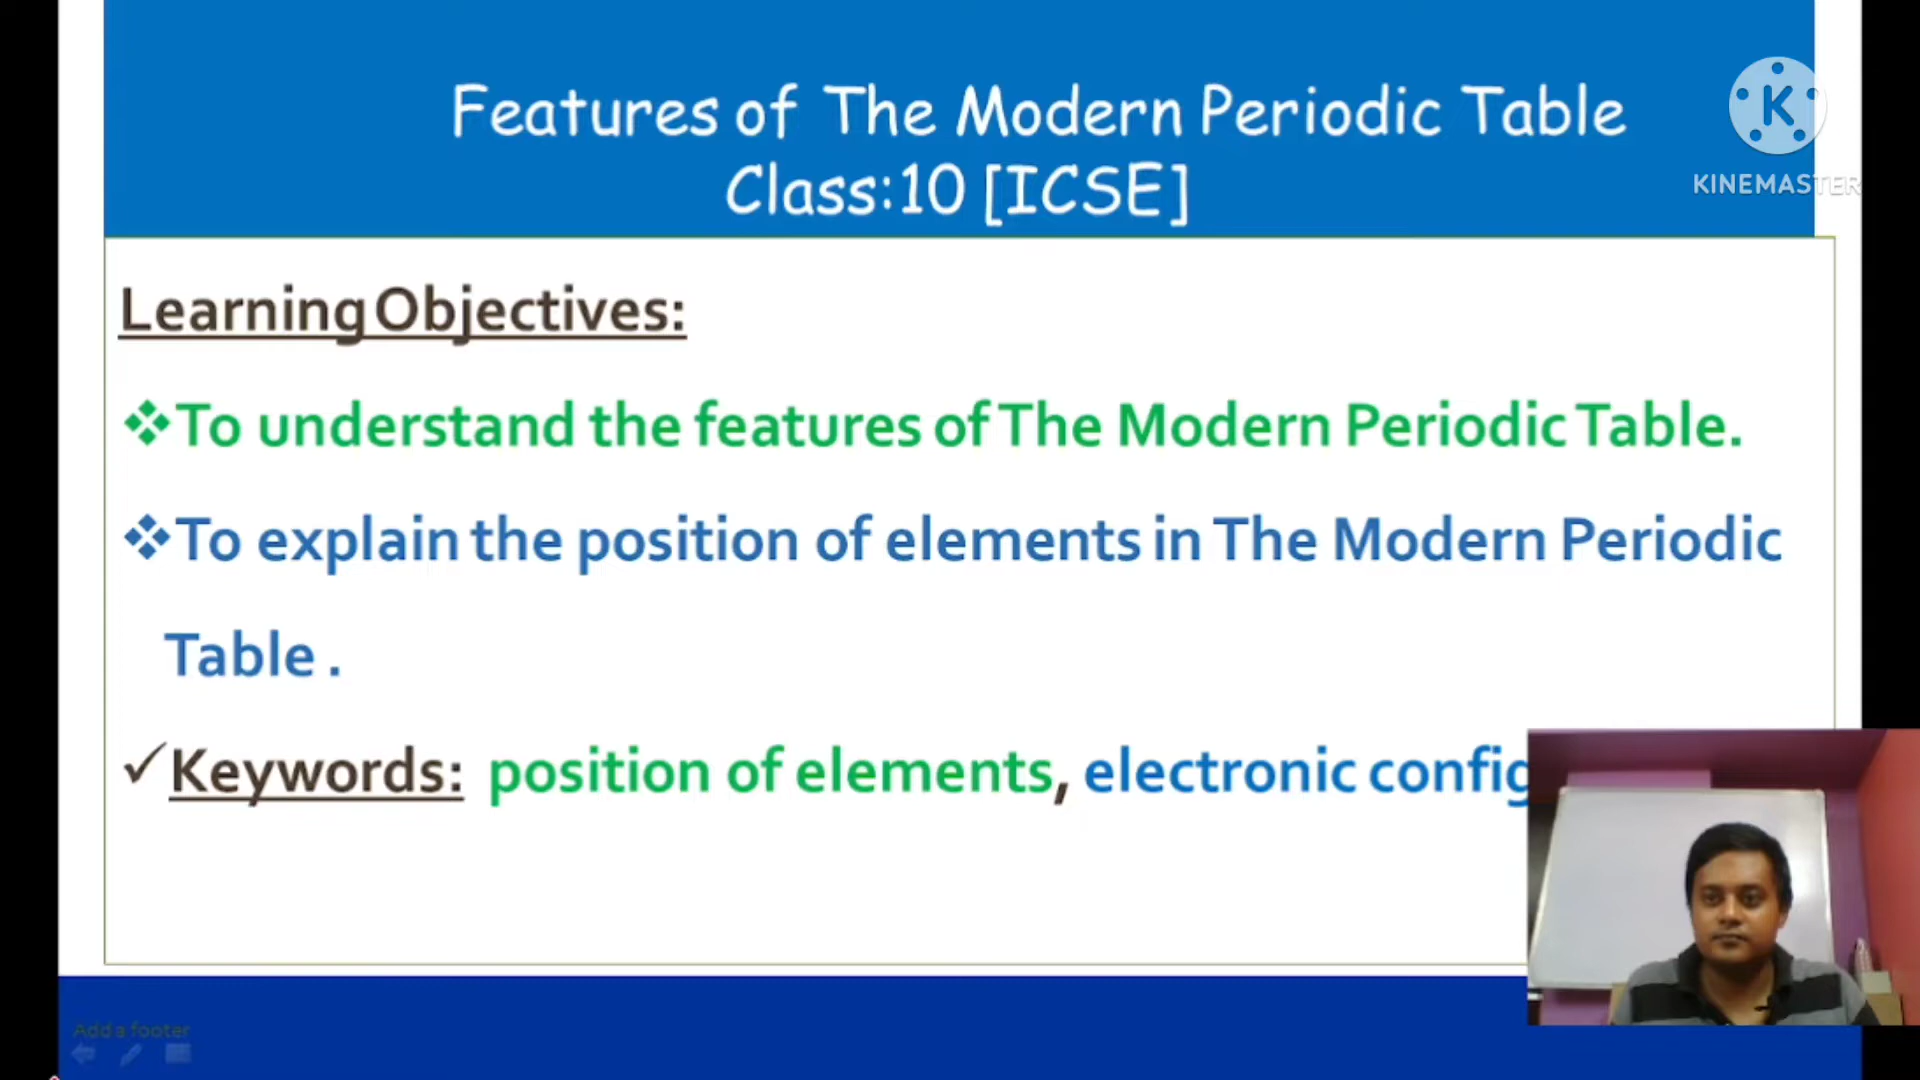 Features of The Modern Periodic Table
Class:10 [ICSE]
K
KINEMASTER
Learning Objectives:
❖To understand the features of The Modern Periodic Table.
❖To explain the position of elements in The Modern Periodic
Table .
✓Keywords: position of elements, electronic config
Add a footer